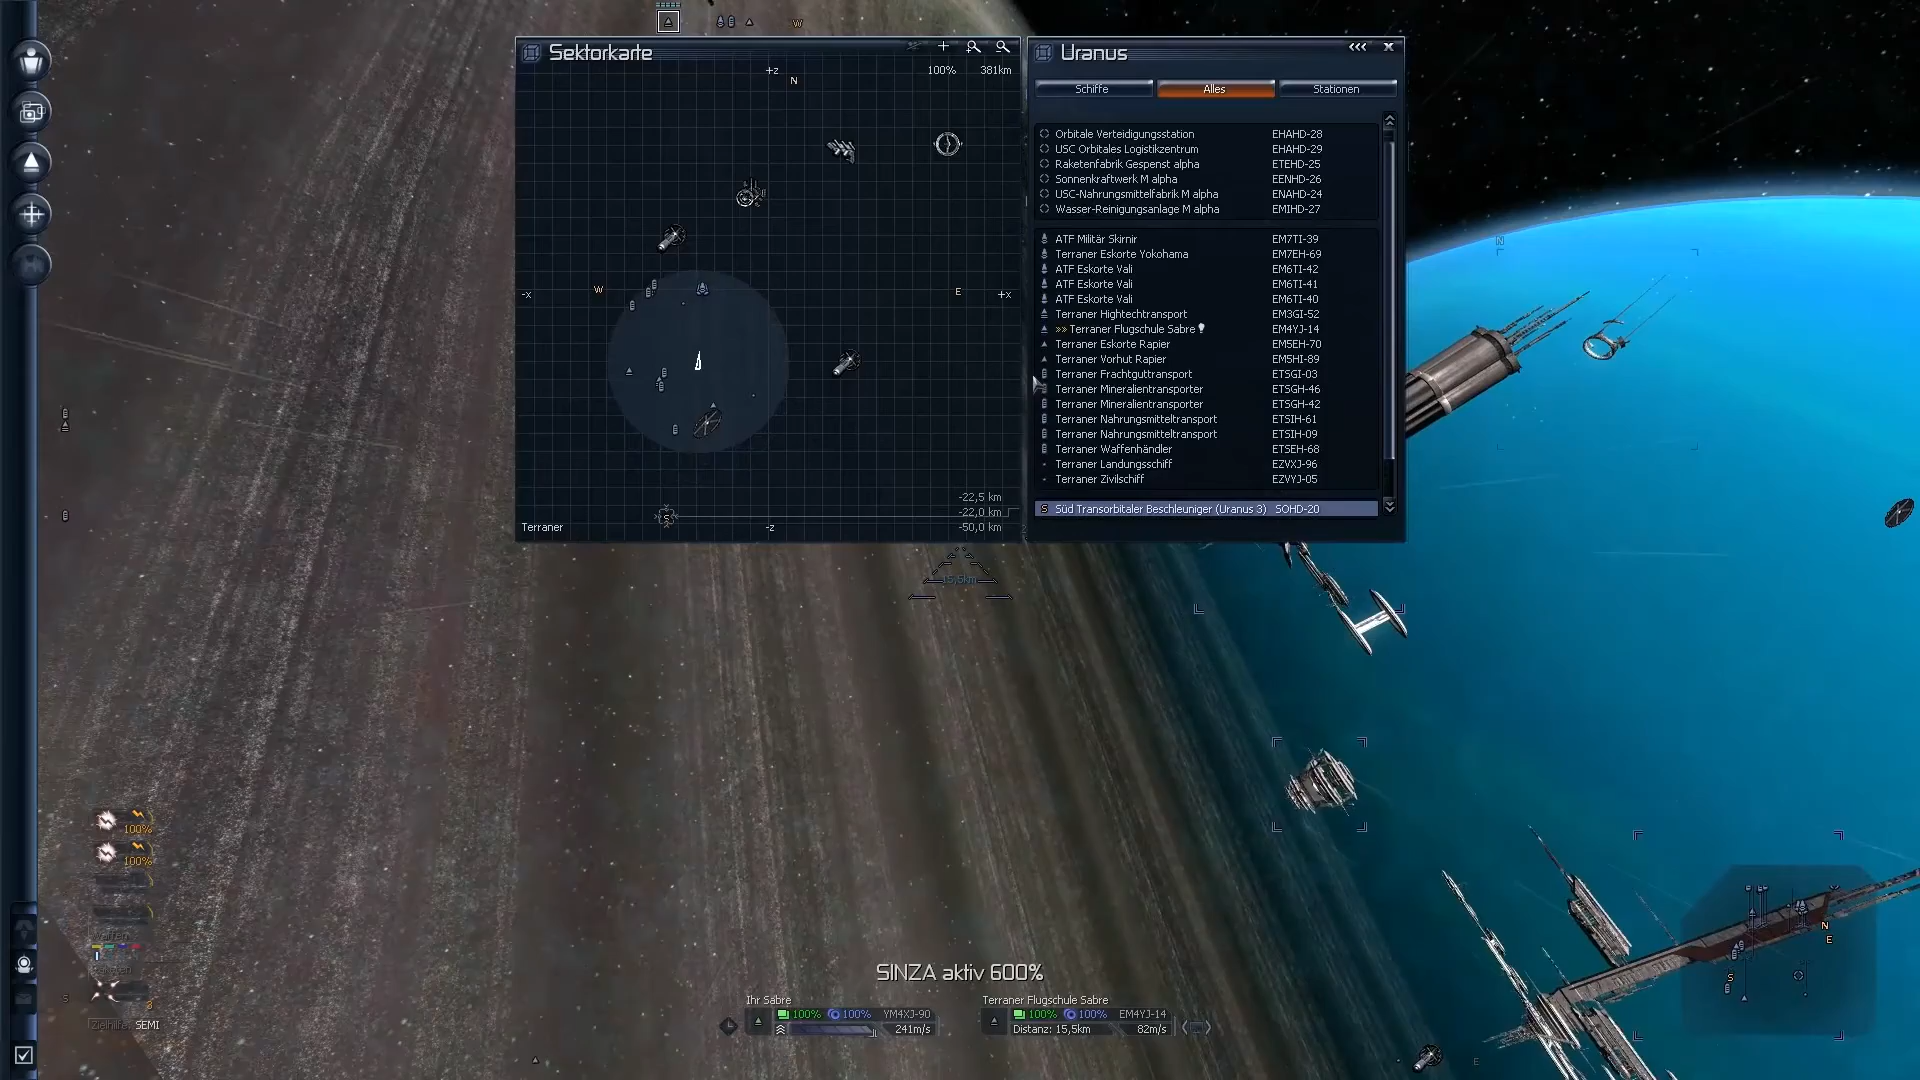 W
Sektorkarte
100% 381km
+z
N
-x
W
E
+x
-22,5 km
-22,0 km
-50,0 km
Terraner
-z
S
Uranus
Schiffe Alles Stationen
Orbitale Verteidigungsstation EHAHD-28
USC Orbitales Logistikzentrum EHAHD-29
Raketenfabrik Gespenst alpha ETEHD-25
Sonnenkraftwerk M alpha EENHD-26
USC-Nahrungsmittelfabrik M alpha ENAHD-24
Wasser-Reinigungsanlage M alpha EMIHD-27
ATF Militär Skirnir EM7TI-39
Terraner Eskorte Yokohama EM7EH-69
ATF Eskorte Vali EM6TI-42
ATF Eskorte Vali EM6TI-41
ATF Eskorte Vali EM6TI-40
Terraner Hightechtransport EM3GI-52
»» Terraner Flugschule Sabre EM4YJ-14
Terraner Eskorte Rapier EM5EH-70
Terraner Vorhut Rapier EM5HI-89
Terraner Frachtguttransport ETSGI-03
Terraner Mineralientransporter ETSGH-46
Terraner Mineralientransporter ETSGH-42
Terraner Nahrungsmitteltransport ETSIH-61
Terraner Nahrungsmitteltransport ETSIH-09
Terraner Waffenhändler ETSEH-68
Terraner Landungsschiff EZVXJ-96
Terraner Zivilschiff EZVYJ-05
S Süd Transorbitaler Beschleuniger (Uranus 3) SOHD-20
N
15,5km
100%
100%
Waffen
Raketen
S
3
Zielhilfe: SEMI
SINZA aktiv 600%
Ihr Sabre
100% 100% YM4XJ-90
241m/s
Terraner Flugschule Sabre
100% 100% EM4YJ-14
Distanz: 15,5km 82m/s
N
E
S
E